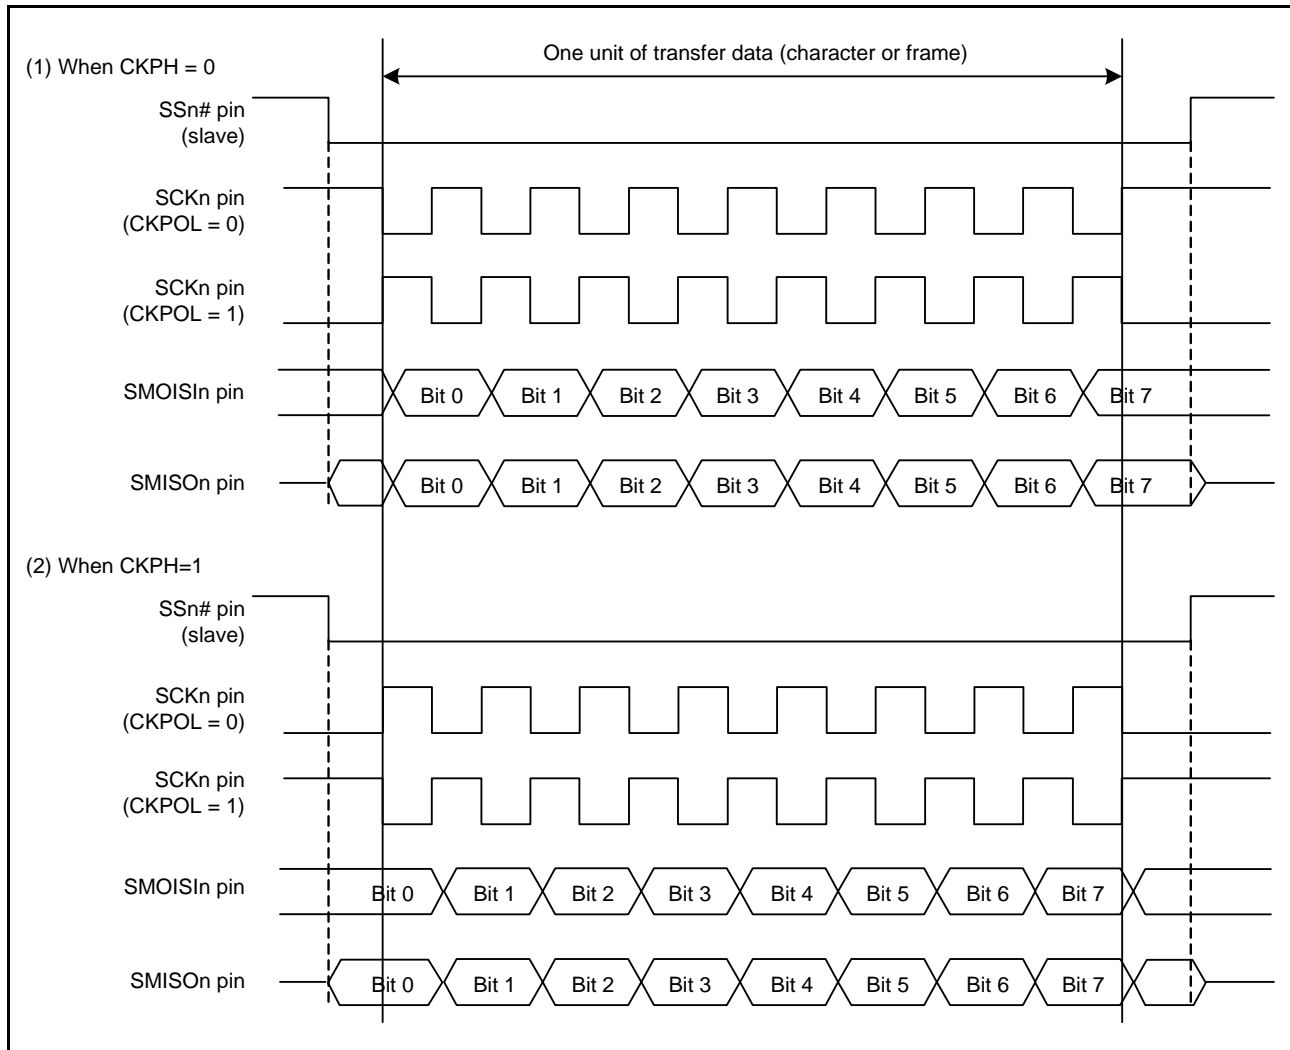 One unit of transfer data (character or frame)
(1) When CKPH = 0
SSn# pin
(slave)
SCKn pin
(CKPOL = 0)
SCKn pin
(CKPOL = 1)
SMOISIn pin
Bit 0 Bit 1 Bit 2 Bit 3 Bit 4 Bit 5 Bit 6 Bit 7
SMISOn pin
Bit 0 Bit 1 Bit 2 Bit 3 Bit 4 Bit 5 Bit 6 Bit 7
(2) When CKPH=1
SSn# pin
(slave)
SCKn pin
(CKPOL = 0)
SCKn pin
(CKPOL = 1)
SMOISIn pin
Bit 0 Bit 1 Bit 2 Bit 3 Bit 4 Bit 5 Bit 6 Bit 7
SMISOn pin
Bit 0 Bit 1 Bit 2 Bit 3 Bit 4 Bit 5 Bit 6 Bit 7